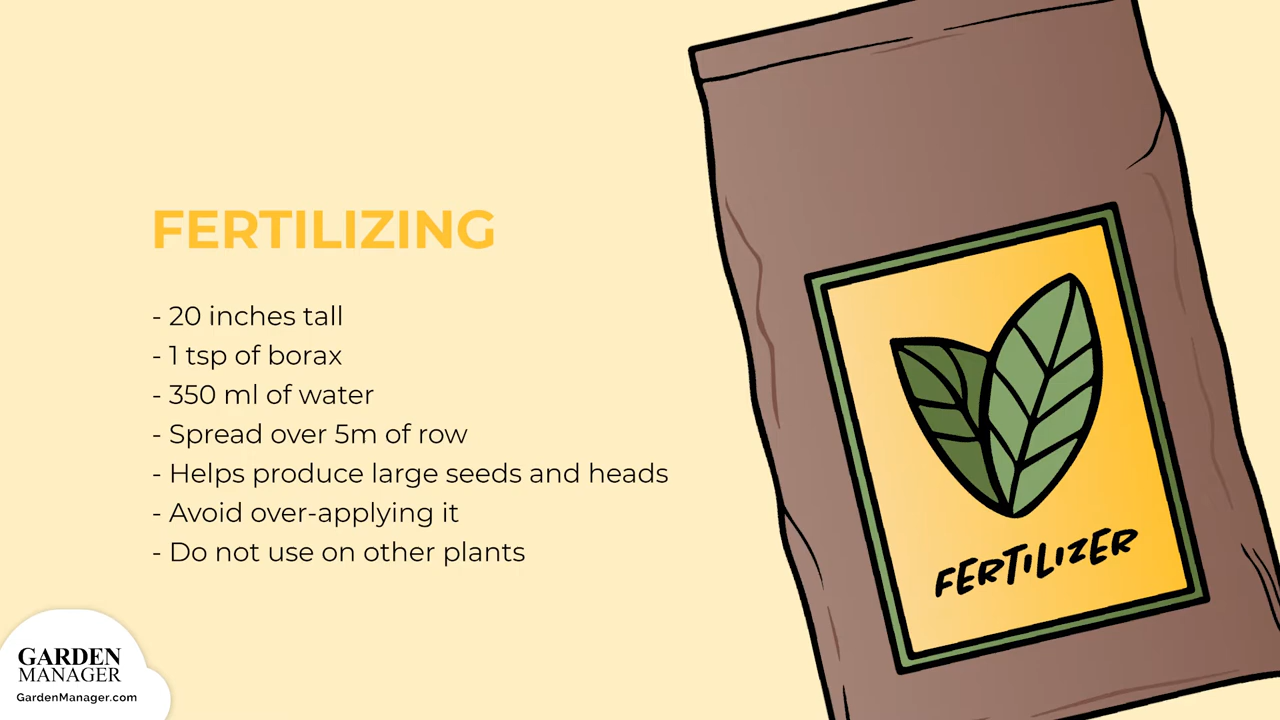 FERTILIZING
- 20 inches tall
- 1 tsp of borax
- 350 ml of water
- Spread over 5m of row
- Helps produce large seeds and heads
- Avoid over-applying it
- Do not use on other plants
FERTILIZER
GARDEN
MANAGER
GardenManager.com